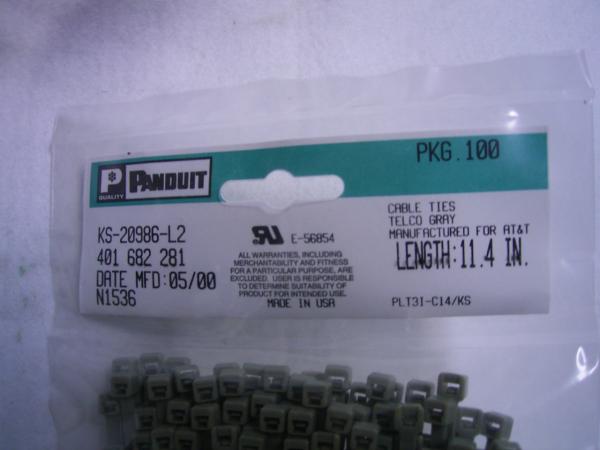 PKG.100
P
QUALITY
PANDUIT
KS-20986-L2
401 682 281
DATE MFD:05/00
N1536
E-56854
ALL WARRANTIES, INCLUDING
MERCHANTABILITY AND FITNESS
FOR A PARTICULAR PURPOSE, ARE
EXCLUDED. USER IS RESPONSIBLE
TO DETERMINE SUITABILITY OF
PRODUCT FOR INTENDED USE.
MADE IN USA
CABLE TIES
TELCO GRAY
MANUFACTURED FOR AT&T
LENGTH:11.4 IN.
PLT3I-C14/KS